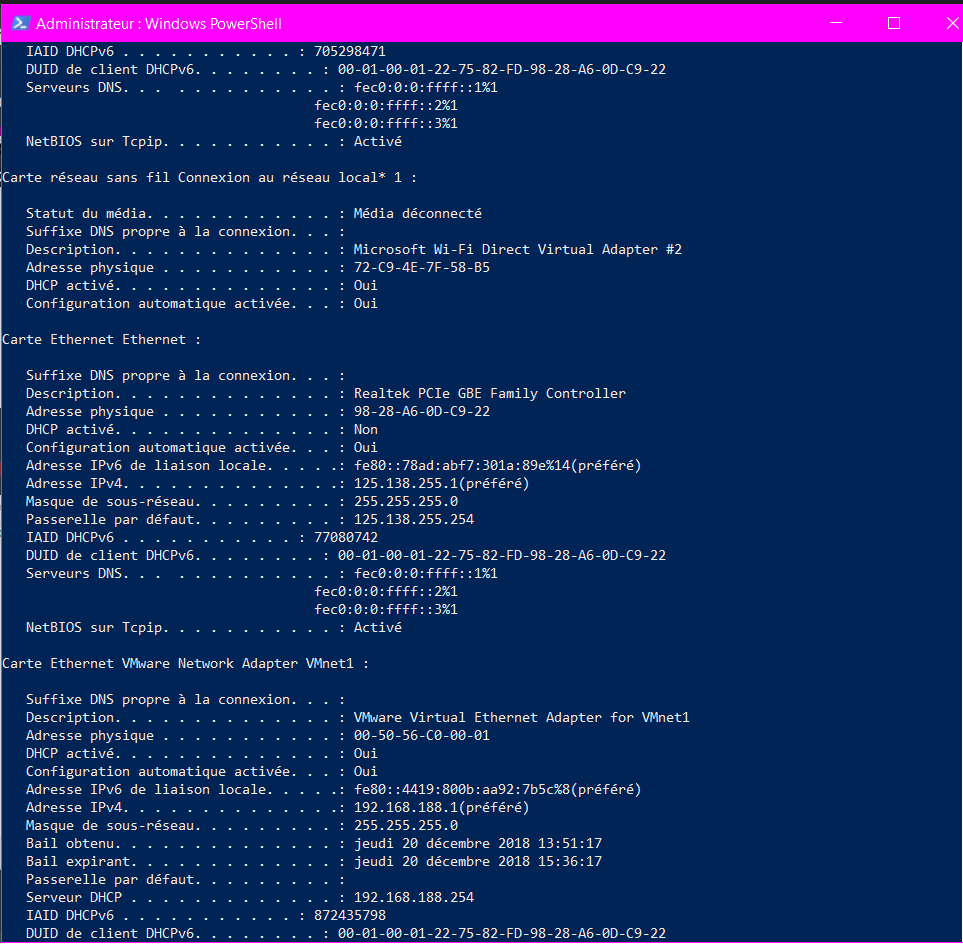 Administrateur : Windows PowerShell
IAID DHCPv6 . . . . . . . . . . . : 705298471
DUID de client DHCPv6. . . . . . . . : 00-01-00-01-22-75-82-FD-98-28-A6-0D-C9-22
Serveurs DNS. . .  . . . . . . . . . . : fec0:0:0:ffff::1%1
fec0:0:0:ffff::2%1
fec0:0:0:ffff::3%1
NetBIOS sur Tcpip. . . . . . . . . . . : Activé
Carte réseau sans fil Connexion au réseau local* 1 :
Statut du média. . . . . . . . . . . . : Média déconnecté
Suffixe DNS propre à la connexion. . . :
Description. . . . . . . . . . . . . . : Microsoft Wi-Fi Direct Virtual Adapter #2
Adresse physique . . . . . . . . . . . : 72-C9-4E-7F-58-B5
DHCP activé. . . . . . . . . . . . . . : Oui
Configuration automatique activée. . . : Oui
Carte Ethernet Ethernet :
Suffixe DNS propre à la connexion. . . :
Description. . . . . . . . . . . . . . : Realtek PCIe GBE Family Controller
Adresse physique . . . . . . . . . . . : 98-28-A6-0D-C9-22
DHCP activé. . . . . . . . . . . . . . : Non
Configuration automatique activée. . . : Oui
Adresse IPv6 de liaison locale. . . . .: fe80::78ad:abf7:301a:89e%14(préféré)
Adresse IPv4. . . . . . . . . . . . . .: 125.138.255.1(préféré)
Masque de sous-réseau. . . . . . . . . : 255.255.255.0
Passerelle par défaut. . . . . . . . . : 125.138.255.254
IAID DHCPv6 . . . . . . . . . . . : 77080742
DUID de client DHCPv6. . . . . . . . : 00-01-00-01-22-75-82-FD-98-28-A6-0D-C9-22
Serveurs DNS. . .  . . . . . . . . . . : fec0:0:0:ffff::1%1
fec0:0:0:ffff::2%1
fec0:0:0:ffff::3%1
NetBIOS sur Tcpip. . . . . . . . . . . : Activé
Carte Ethernet VMware Network Adapter VMnet1 :
Suffixe DNS propre à la connexion. . . :
Description. . . . . . . . . . . . . . : VMware Virtual Ethernet Adapter for VMnet1
Adresse physique . . . . . . . . . . . : 00-50-56-C0-00-01
DHCP activé. . . . . . . . . . . . . . : Oui
Configuration automatique activée. . . : Oui
Adresse IPv6 de liaison locale. . . . .: fe80::4419:800b:aa92:7b5c%8(préféré)
Adresse IPv4. . . . . . . . . . . . . .: 192.168.188.1(préféré)
Masque de sous-réseau. . . . . . . . . : 255.255.255.0
Bail obtenu. . . . . . . . . . . . . . : jeudi 20 décembre 2018 13:51:17
Bail expirant. . . . . . . . . . . . . : jeudi 20 décembre 2018 15:36:17
Passerelle par défaut. . . . . . . . . :
Serveur DHCP . . . . . . . . . . . . . : 192.168.188.254
IAID DHCPv6 . . . . . . . . . . . : 872435798
DUID de client DHCPv6. . . . . . . . : 00-01-00-01-22-75-82-FD-98-28-A6-0D-C9-22